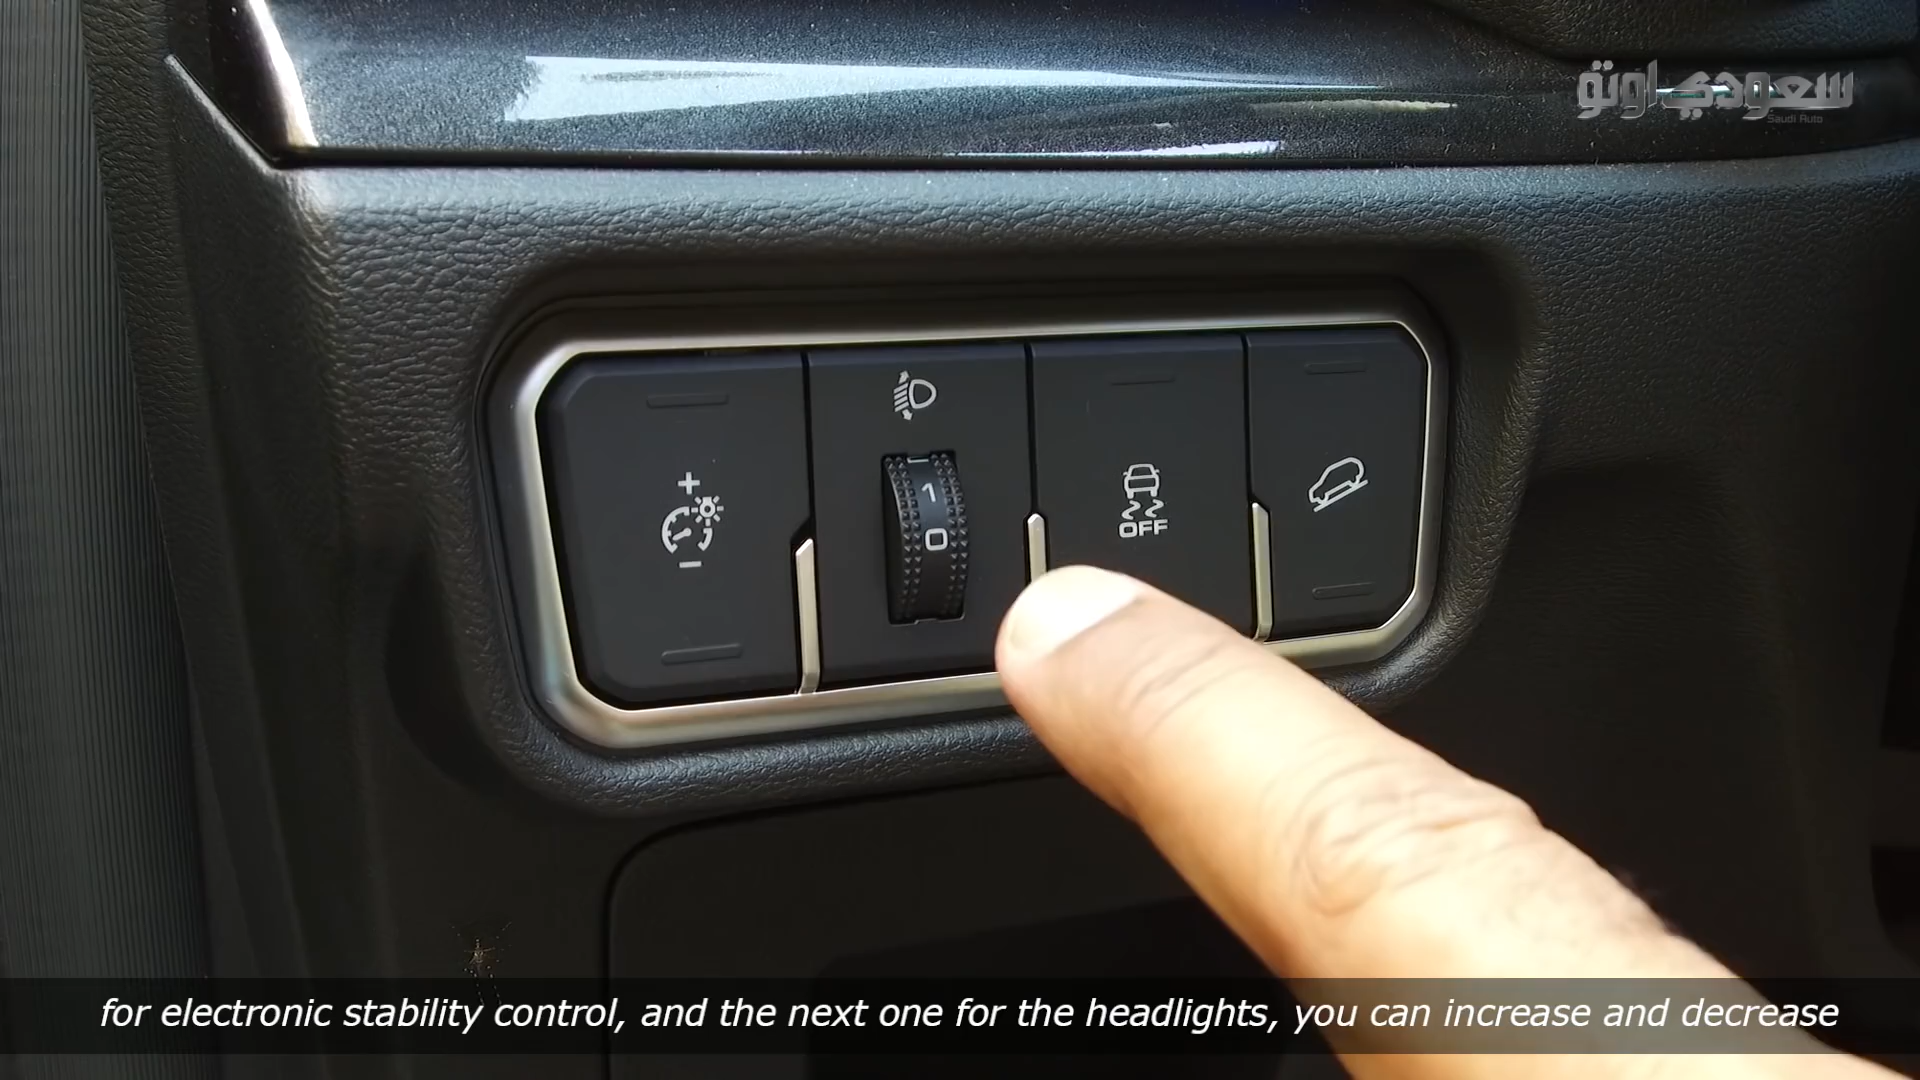 سعودي اوتو
Saudi Auto
+
1
0
OFF
−
for electronic stability control, and the next one for the headlights, you can increase and decrease